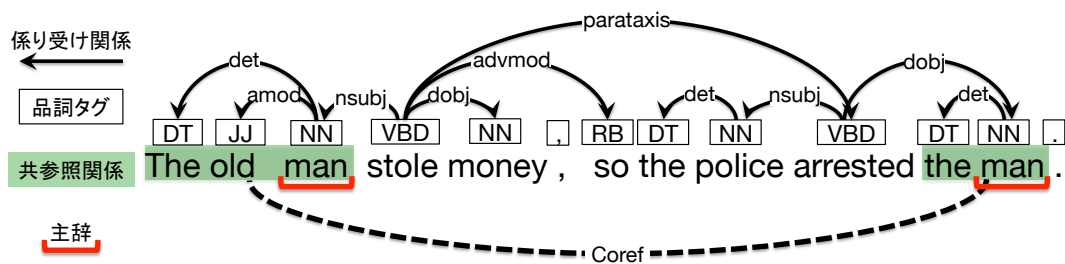 parataxis
係り受け関係
det
advmod
dobj
amod
nsubj
dobj
det
nsubj
det
品詞タグ
DT JJ NN VBD NN , RB DT NN VBD DT NN .
共参照関係
The old man stole money , so the police arrested the man .
主辞
Coref